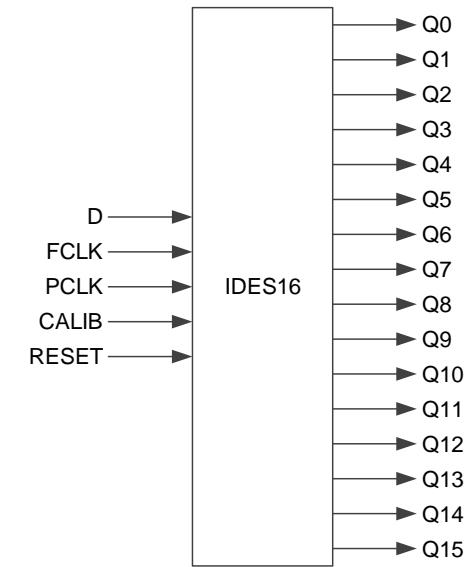 Q0
Q1
Q2
Q3
Q4
Q5
D
Q6
FCLK
Q7
PCLK
IDES16
Q8
CALIB
Q9
RESET
Q10
Q11
Q12
Q13
Q14
Q15